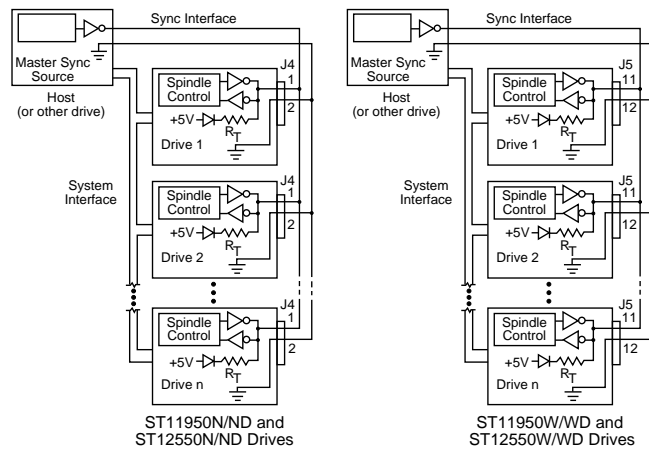 Sync Interface
Master Sync
Source
Host
(or other drive)
System
Interface
J4
1
2
Spindle
Control
+5V
RT
Drive 1
J4
1
2
Spindle
Control
+5V
RT
Drive 2
J4
1
2
Spindle
Control
+5V
RT
Drive n
ST11950N/ND and
ST12550N/ND Drives
Sync Interface
Master Sync
Source
Host
(or other drive)
System
Interface
J5
11
12
Spindle
Control
+5V
RT
Drive 1
J5
11
12
Spindle
Control
+5V
RT
Drive 2
J5
11
12
Spindle
Control
+5V
RT
Drive n
ST11950W/WD and
ST12550W/WD Drives